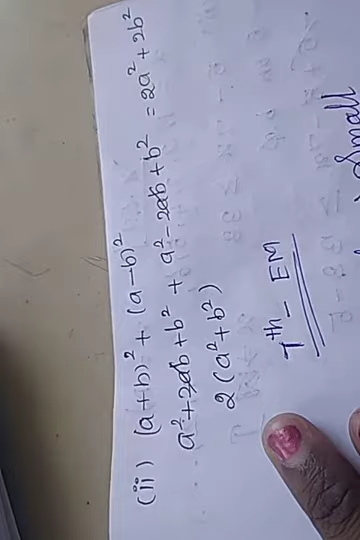 (ii) (a+b)² + (a-b)²
a²+2ab+b² + a²-2ab+b² = 2a²+2b²
2(a²+b²)
7th - EM
Small